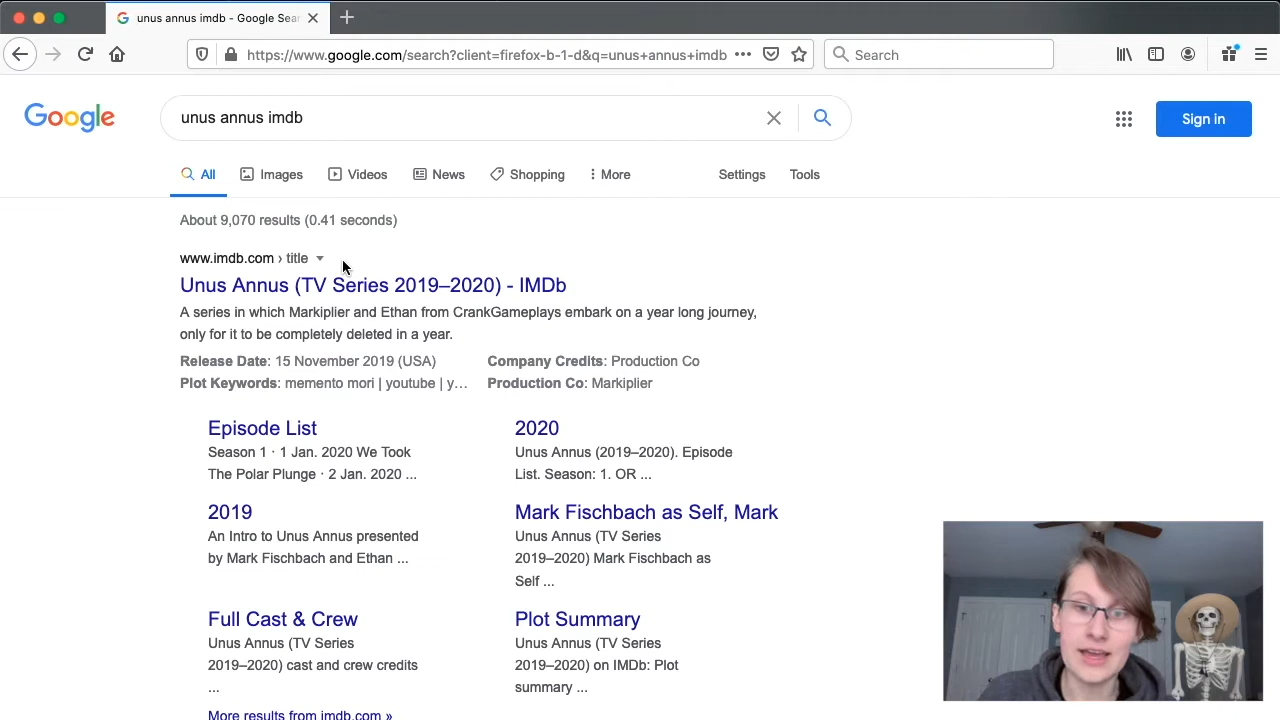 unus annus imdb - Google Sear
https://www.google.com/search?client=firefox-b-1-d&q=unus+annus+imdb
Search
Google
unus annus imdb
Sign in
All
Images
Videos
News
Shopping
More
Settings
Tools
About 9,070 results (0.41 seconds)
www.imdb.com › title
Unus Annus (TV Series 2019–2020) - IMDb
A series in which Markiplier and Ethan from CrankGameplays embark on a year long journey,
only for it to be completely deleted in a year.
Release Date: 15 November 2019 (USA)
Company Credits: Production Co
Plot Keywords: memento mori | youtube | y...
Production Co: Markiplier
Episode List
Season 1 · 1 Jan. 2020 We Took
The Polar Plunge · 2 Jan. 2020 ...
2020
Unus Annus (2019–2020). Episode
List. Season: 1. OR ...
2019
An Intro to Unus Annus presented
by Mark Fischbach and Ethan ...
Mark Fischbach as Self, Mark
Unus Annus (TV Series
2019–2020) Mark Fischbach as
Self ...
Full Cast & Crew
Unus Annus (TV Series
2019–2020) cast and crew credits
...
Plot Summary
Unus Annus (TV Series
2019–2020) on IMDb: Plot
summary ...
More results from imdb.com »